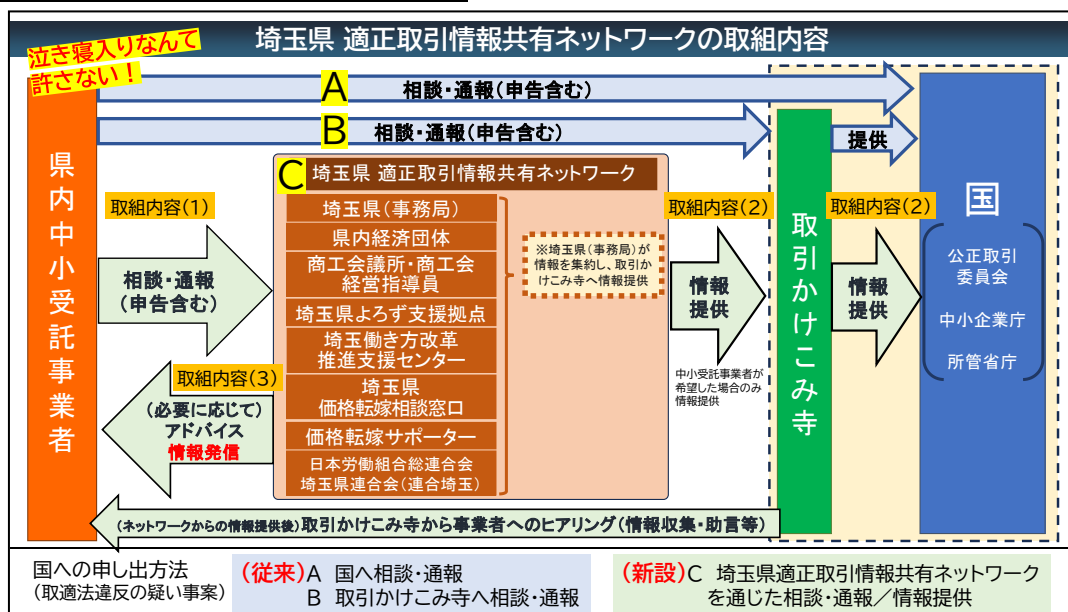 埼玉県 適正取引情報共有ネットワークの取組内容
泣き寝入りなんて
許さない！
A 相談・通報(申告含む)
B 相談・通報(申告含む)
提供
県内中小受託事業者
取組内容(1)
相談・通報
(申告含む)
取組内容(3)
(必要に応じて)
アドバイス
情報発信
C 埼玉県 適正取引情報共有ネットワーク
埼玉県(事務局)
県内経済団体
商工会議所・商工会
経営指導員
埼玉県よろず支援拠点
埼玉働き方改革
推進支援センター
埼玉県
価格転嫁相談窓口
価格転嫁サポーター
日本労働組合総連合会
埼玉県連合会(連合埼玉)
※埼玉県(事務局)が
情報を集約し、取引か
けこみ寺へ情報提供
取組内容(2)
情報
提供
中小受託事業者が
希望した場合のみ
情報提供
取引かけこみ寺
取組内容(2)
情報
提供
国
公正取引
委員会
中小企業庁
所管省庁
(ネットワークからの情報提供後)取引かけこみ寺から事業者へのヒアリング(情報収集・助言等)
国への申し出方法
(取適法違反の疑い事案)
(従来)A 国へ相談・通報
B 取引かけこみ寺へ相談・通報
(新設)C 埼玉県適正取引情報共有ネットワーク
を通じた相談・通報／情報提供